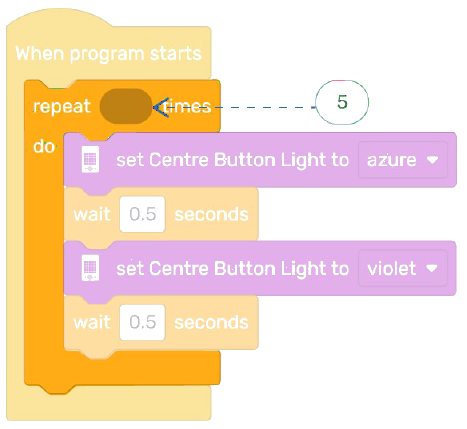 When program starts
repeat times 5
do
set Centre Button Light to azure
wait 0.5 seconds
set Centre Button Light to violet
wait 0.5 seconds